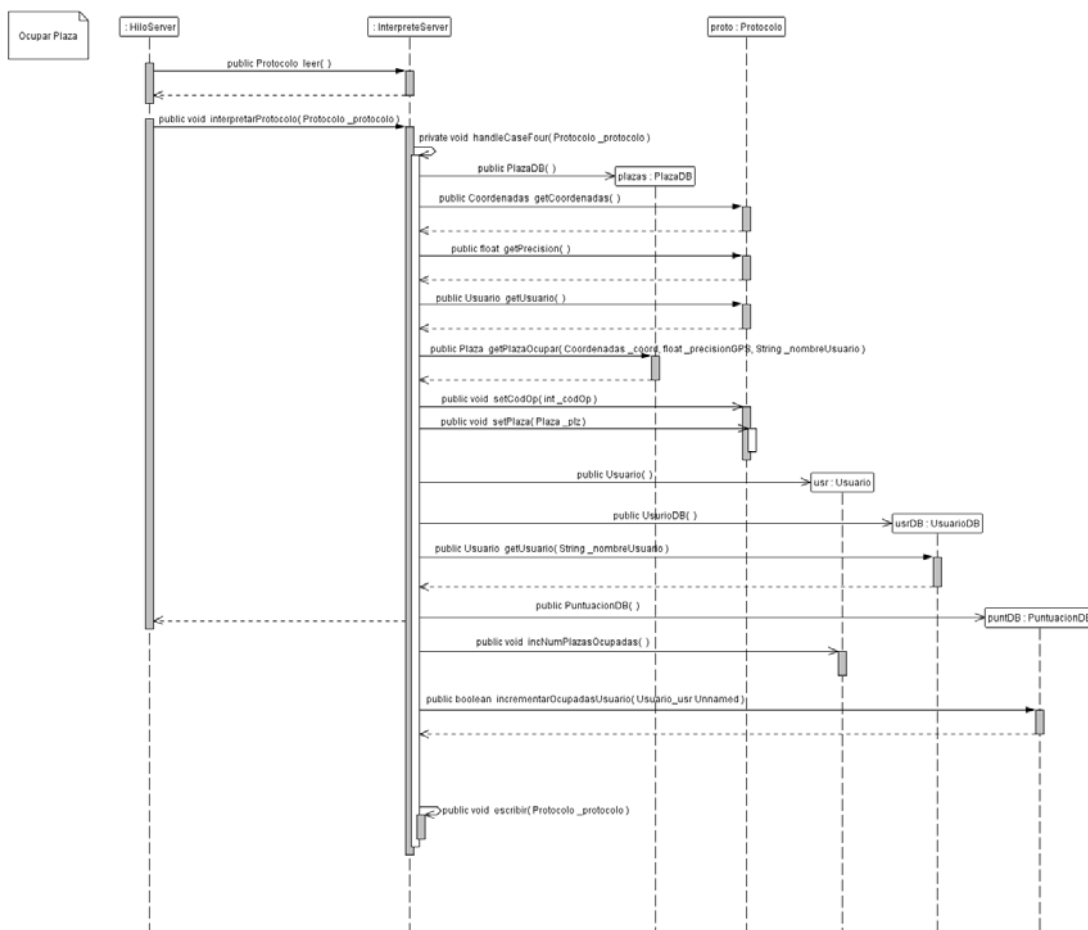 Ocupar Plaza
: HiloServer
: InterpreteServer
proto : Protocolo
public Protocolo leer( )
public void interpretarProtocolo( Protocolo _protocolo )
private void handleCaseFour( Protocolo _protocolo )
public PlazaDB( )
plazas : PlazaDB
public Coordenadas getCoordenadas( )
public float getPrecision( )
public Usuario getUsuario( )
public Plaza getPlazaOcupar( Coordenadas _coord, float _precisionGPS, String _nombreUsuario )
public void setCodOp( int _codOp )
public void setPlaza( Plaza _plz )
public Usuario( )
usr : Usuario
public UsurioDB( )
usrDB : UsuarioDB
public Usuario getUsuario( String _nombreUsuario )
public PuntuacionDB( )
puntDB : PuntuacionDB
public void incNumPlazasOcupadas( )
public boolean incrementarOcupadasUsuario( Usuario_usr Unnamed )
public void escribir( Protocolo _protocolo )